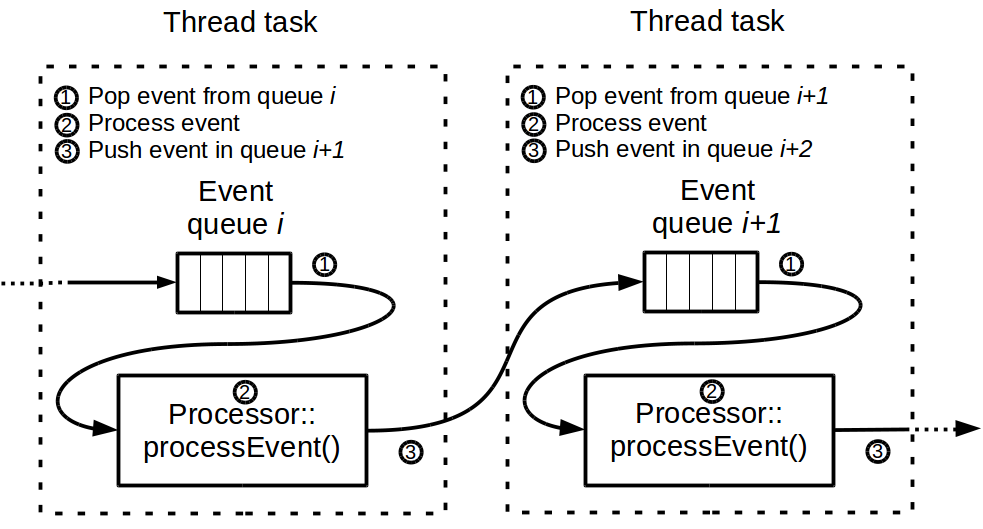 Thread task
① Pop event from queue i
② Process event
③ Push event in queue i+1
Event
queue i
①
②
Processor::
processEvent()
③
Thread task
① Pop event from queue i+1
② Process event
③ Push event in queue i+2
Event
queue i+1
①
②
Processor::
processEvent()
③